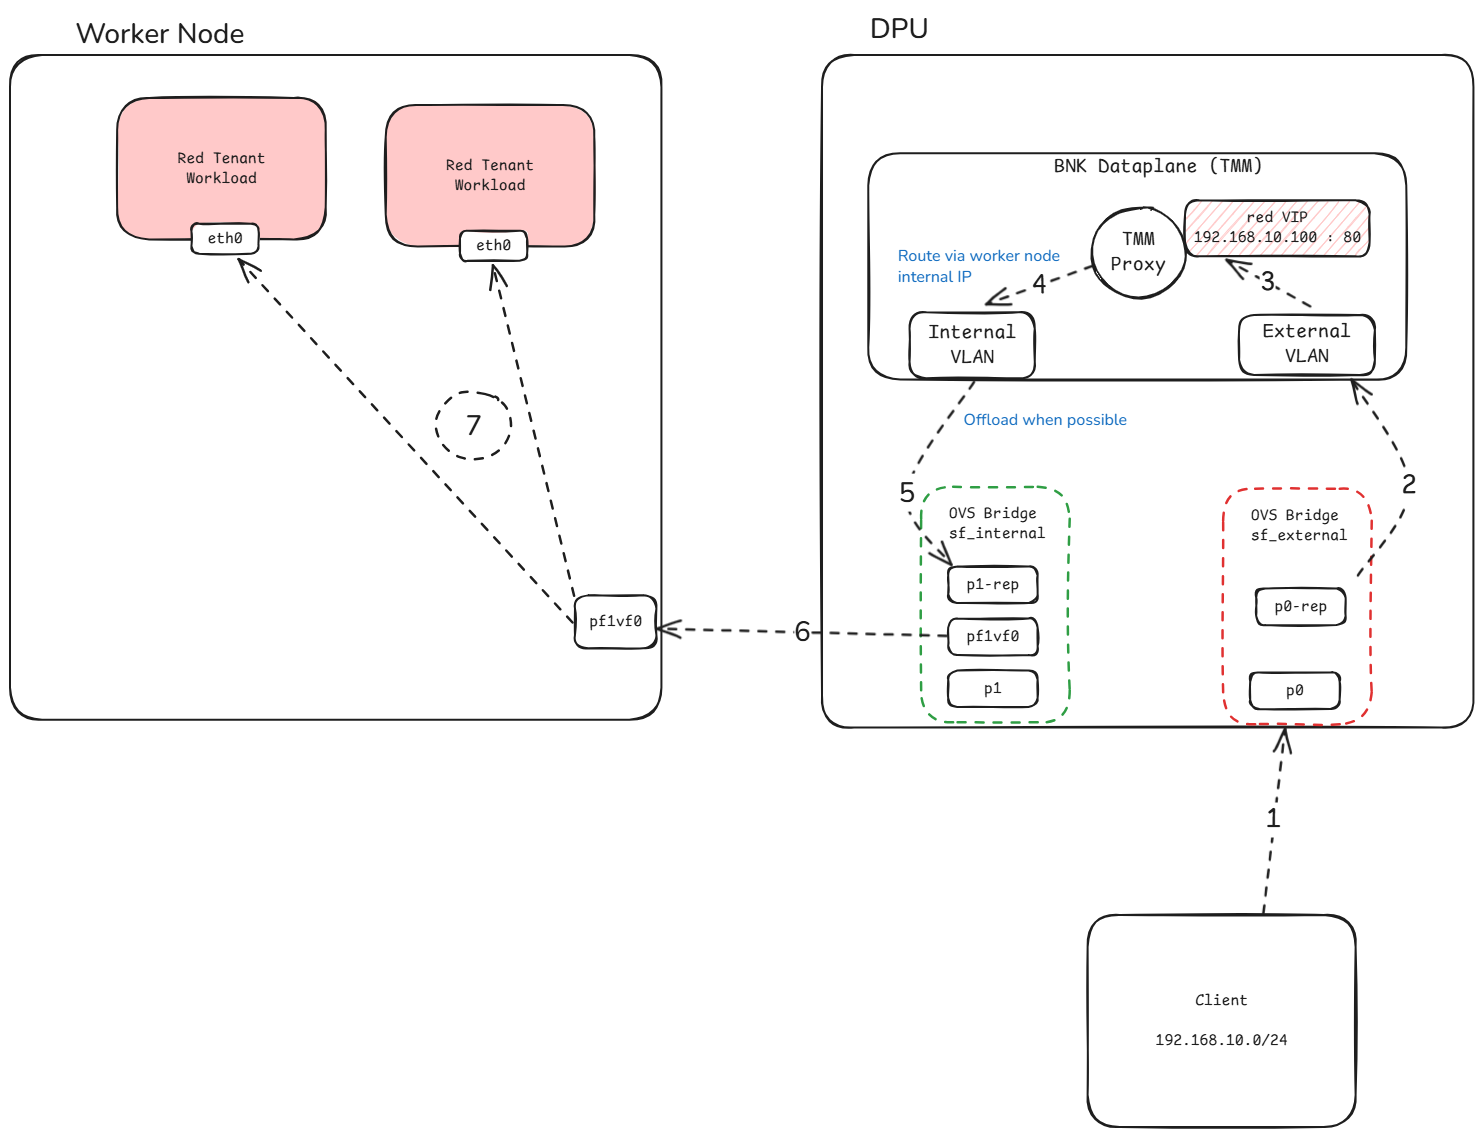 Worker Node
DPU
Red Tenant
Workload
eth0
Red Tenant
Workload
eth0
7
pf1vf0
6
BNK Dataplane (TMM)
TMM
Proxy
red VIP
192.168.10.100 : 80
Route via worker node
internal IP
4
3
Internal
VLAN
External
VLAN
Offload when possible
5
2
OVS Bridge
sf_internal
p1-rep
pf1vf0
p1
OVS Bridge
sf_external
p0-rep
p0
1
Client
192.168.10.0/24